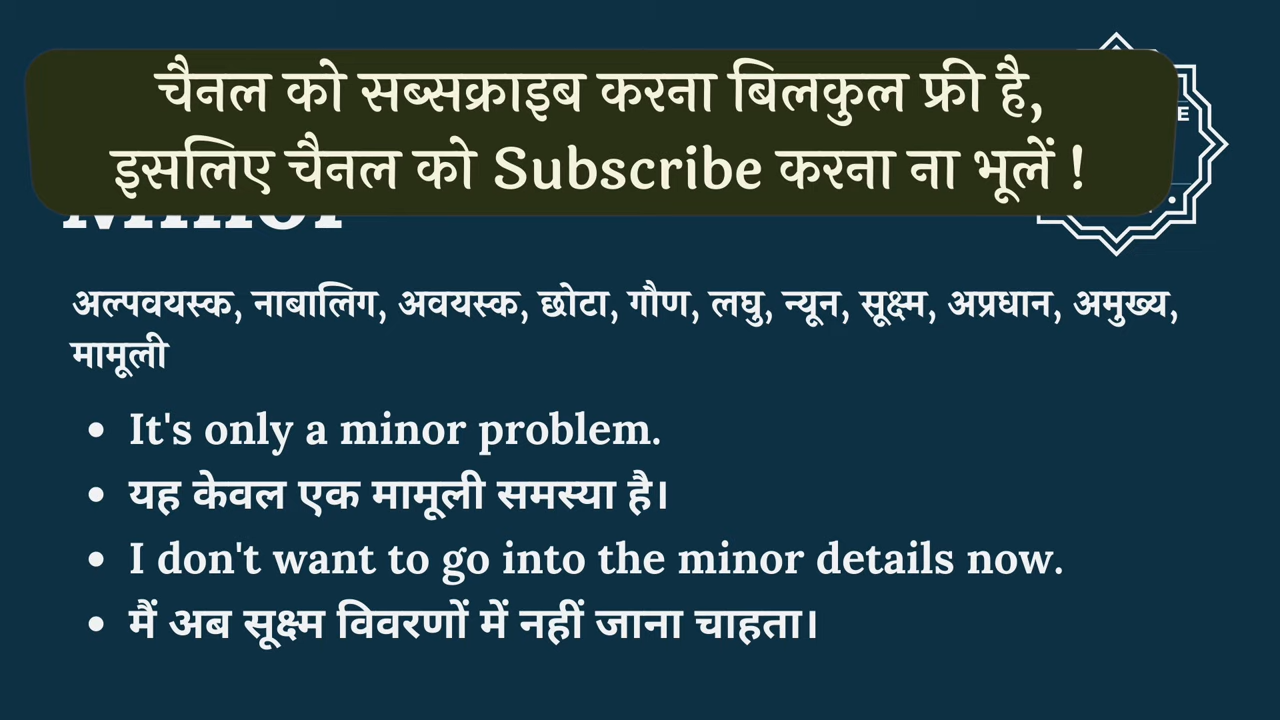 चैनल को सब्सक्राइब करना बिलकुल फ्री है,
इसलिए चैनल को Subscribe करना ना भूलें !
Minor
अल्पवयस्क, नाबालिग, अवयस्क, छोटा, गौण, लघु, न्यून, सूक्ष्म, अप्रधान, अमुख्य,
मामूली
It's only a minor problem.
यह केवल एक मामूली समस्या है।
I don't want to go into the minor details now.
मैं अब सूक्ष्म विवरणों में नहीं जाना चाहता।